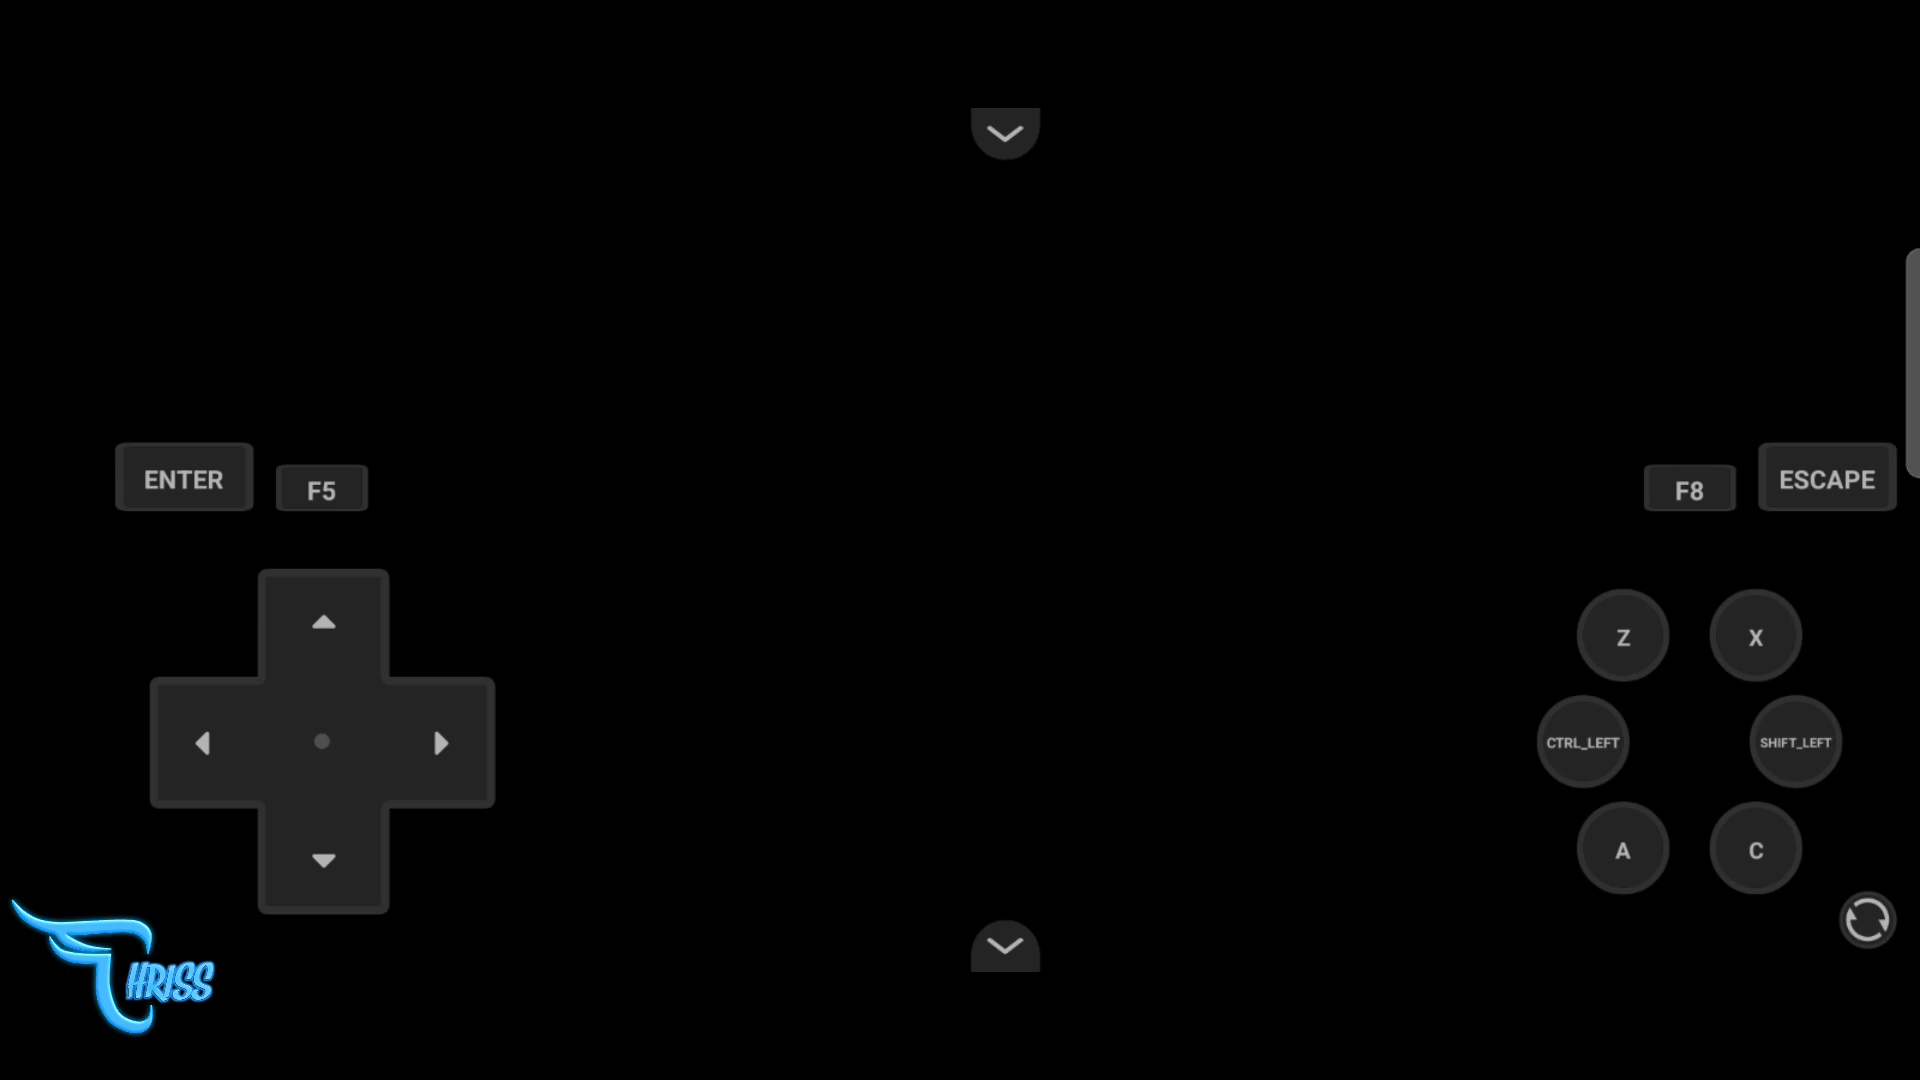 ENTER
F5
F8
ESCAPE
Z
X
CTRL_LEFT
SHIFT_LEFT
A
C
HRISS